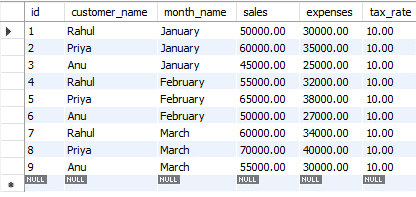 id customer_name month_name sales expenses tax_rate
1 Rahul January 50000.00 30000.00 10.00
2 Priya January 60000.00 35000.00 10.00
3 Anu January 45000.00 25000.00 10.00
4 Rahul February 55000.00 32000.00 10.00
5 Priya February 65000.00 38000.00 10.00
6 Anu February 50000.00 27000.00 10.00
7 Rahul March 60000.00 34000.00 10.00
8 Priya March 70000.00 40000.00 10.00
9 Anu March 55000.00 30000.00 10.00
NULL NULL NULL NULL NULL NULL